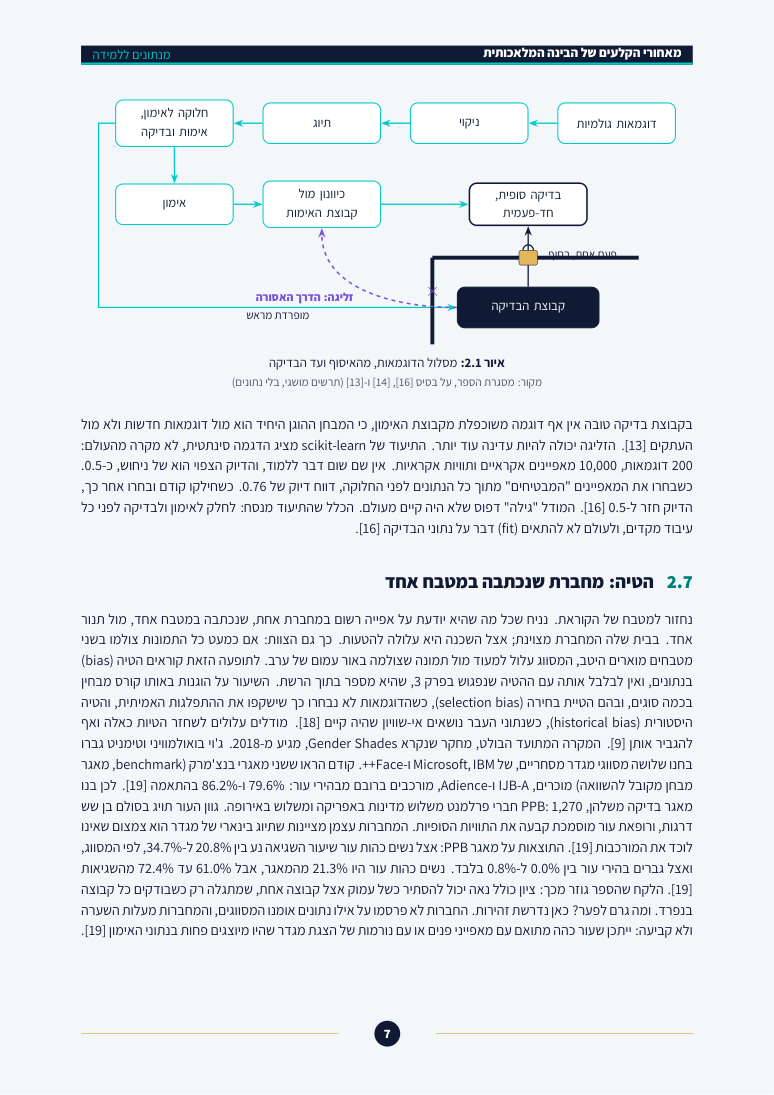 מאחורי הקלעים של הבינה המלאכותית
מנתונים ללמידה
דוגמאות גולמיות
ניקוי
תיוג
חלוקה לאימון,
אימות ובדיקה
אימון
כיוונון מול
קבוצת האימות
בדיקה סופית,
חד-פעמית
פעם אחת, בסוף
קבוצת הבדיקה
זליגה: הדרך האסורה
מופרדת מראש
איור 2.1: מסלול הדוגמאות, מהאיסוף ועד הבדיקה
מקור: מסגרת הספר, על בסיס [16], [14] ו-[13] (תרשים מושגי, בלי נתונים)
בקבוצת בדיקה טובה אין אף דוגמה משוכפלת מקבוצת האימון, כי המבחן ההוגן היחיד הוא מול דוגמאות חדשות ולא מול
העתקים [13]. הזליגה יכולה להיות עדינה עוד יותר. התיעוד של scikit-learn מציג הדגמה סינתטית, לא מקרה מהעולם:
200 דוגמאות, 10,000 מאפיינים אקראיים ותוויות אקראיות. אין שם שום דבר ללמוד, והדיוק הצפוי הוא של ניחוש, כ-0.5.
כשבחרו את המאפיינים "המבטיחים" מתוך כל הנתונים לפני החלוקה, דווח דיוק של 0.76. כשחילקו קודם ובחרו אחר כך,
הדיוק חזר ל-0.5 [16]. המודל "גילה" דפוס שלא היה קיים מעולם. הכלל שהתיעוד מנסח: לחלק לאימון ולבדיקה לפני כל
עיבוד מקדים, ולעולם לא להתאים (fit) דבר על נתוני הבדיקה [16].
2.7 הטיה: מחברת שנכתבה במטבח אחד
נחזור למטבח של הקוראת. נניח שכל מה שהיא יודעת על אפייה רשום במחברת אחת, שנכתבה במטבח אחד, מול תנור
אחד. בבית שלה המחברת מצוינת; אצל השכנה היא עלולה להטעות. כך גם הצוות: אם כמעט כל התמונות צולמו בשני
מטבחים מוארים היטב, המסווג עלול למעוד מול תמונה שצולמה באור עמום של ערב. לתופעה הזאת קוראים הטיה (bias)
בנתונים, ואין לבלבל אותה עם ההטיה שנפגוש בפרק 3, שהיא מספר בתוך הרשת. השיעור על הוגנות באותו קורס מבחין
בכמה סוגים, ובהם הטיית בחירה (selection bias), כשהדוגמאות לא נבחרו כך שישקפו את ההתפלגות האמיתית, והטיה
היסטורית (historical bias), כשנתוני העבר נושאים אי-שוויון שהיה קיים [18]. מודלים עלולים לשחזר הטיות כאלה ואף
להגביר אותן [9]. המקרה המתועד הבולט, מחקר שנקרא Gender Shades, מגיע מ-2018. ג'וי בואולמוויני וטימניט גברו
בחנו שלושה מסווגי מגדר מסחריים, של Microsoft, IBM ו-Face++. קודם הראו ששני מאגרי בנצ'מרק (benchmark, מאגר
מבחן מקובל להשוואה) מוכרים, IJB-A ו-Adience, מורכבים ברובם מבהירי עור: 79.6% ו-86.2% בהתאמה [19]. לכן בנו
מאגר בדיקה משלהן, PPB: 1,270 חברי פרלמנט משלוש מדינות באפריקה ומשלוש באירופה. גוון העור תויג בסולם בן שש
דרגות, ורופאת עור מוסמכת קבעה את התוויות הסופיות. המחברות עצמן מציינות שתיוג בינארי של מגדר הוא צמצום שאינו
לוכד את המורכבות [19]. התוצאות על מאגר PPB: אצל נשים כהות עור שיעור השגיאה נע בין 20.8% ל-34.7%, לפי המסווג,
ואצל גברים בהירי עור בין 0.0% ל-0.8% בלבד. נשים כהות עור היו 21.3% מהמאגר, אבל 61.0% עד 72.4% מהשגיאות
[19]. הלקח שהספר גוזר מכך: ציון כולל נאה יכול להסתיר כשל עמוק אצל קבוצה אחת, שמתגלה רק כשבודקים כל קבוצה
בנפרד. ומה גרם לפער? כאן נדרשת זהירות. החברות לא פרסמו על אילו נתונים אומנו המסווגים, והמחברות מעלות השערה
ולא קביעה: ייתכן שעור כהה מתואם עם מאפייני פנים או עם נורמות של הצגת מגדר שהיו מיוצגים פחות בנתוני האימון [19].
7